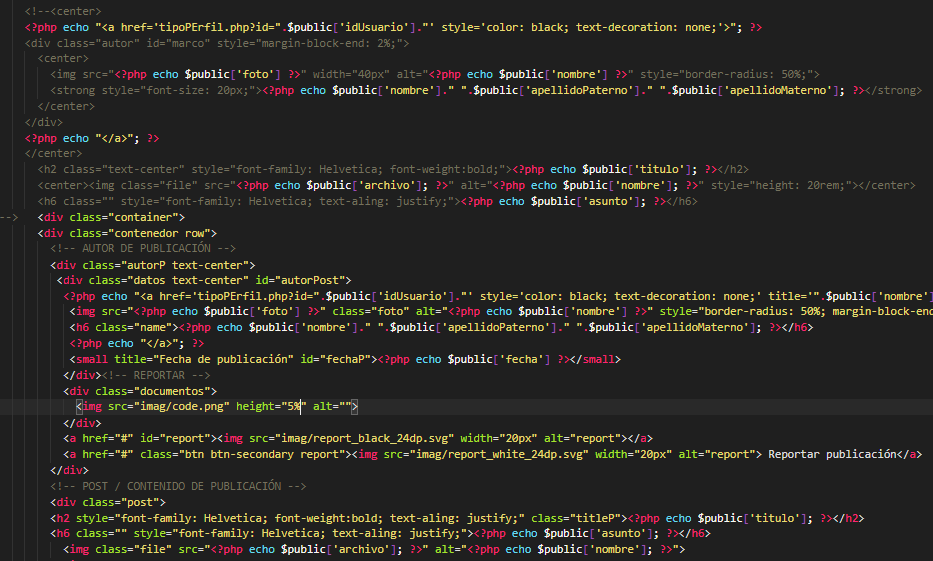 <!--<center>
<?php echo "<a href='tipoPErfil.php?id=".$public['idUsuario']."' style='color: black; text-decoration: none;'>"; ?>
<div class="autor" id="marco" style="margin-block-end: 2%;">
<center>
<img src="<?php echo $public['foto'] ?>" width="40px" alt="<?php echo $public['nombre'] ?>" style="border-radius: 50%;">
<strong style="font-size: 20px;"><?php echo $public['nombre']." ".$public['apellidoPaterno']." ".$public['apellidoMaterno']; ?></strong>
</center>
</div>
<?php echo "</a>"; ?>
</center>
<h2 class="text-center" style="font-family: Helvetica; font-weight:bold;"><?php echo $public['titulo']; ?></h2>
<center><img class="file" src="<?php echo $public['archivo']; ?>" alt="<?php echo $public['nombre']; ?>" style="height: 20rem;"></center>
<h6 class="" style="font-family: Helvetica; text-aling: justify;"><?php echo $public['asunto']; ?></h6>
--> <div class="container">
<div class="contenedor row">
<!-- AUTOR DE PUBLICACIÓN -->
<div class="autorP text-center">
<div class="datos text-center" id="autorPost">
<?php echo "<a href='tipoPErfil.php?id=".$public['idUsuario']."' style='color: black; text-decoration: none;' title='".$public['nombre']
<img src="<?php echo $public['foto'] ?>" class="foto" alt="<?php echo $public['nombre'] ?>" style="border-radius: 50%; margin-block-end
<h6 class="name"><?php echo $public['nombre']." ".$public['apellidoPaterno']." ".$public['apellidoMaterno']; ?></h6>
<?php echo "</a>"; ?>
<small title="Fecha de publicación" id="fechaP"><?php echo $public['fecha'] ?></small>
</div><!-- REPORTAR -->
<div class="documentos">
<img src="imag/code.png" height="5%" alt="">
</div>
<a href="#" id="report"><img src="imag/report_black_24dp.svg" width="20px" alt="report"></a>
<a href="#" class="btn btn-secondary report"><img src="imag/report_white_24dp.svg" width="20px" alt="report"> Reportar publicación</a>
</div>
<!-- POST / CONTENIDO DE PUBLICACIÓN -->
<div class="post">
<h2 style="font-family: Helvetica; font-weight:bold; text-aling: justify;" class="titleP"><?php echo $public['titulo']; ?></h2>
<h6 class="" style="font-family: Helvetica; text-aling: justify;"><?php echo $public['asunto']; ?></h6>
<img class="file" src="<?php echo $public['archivo']; ?>" alt="<?php echo $public['nombre']; ?>">